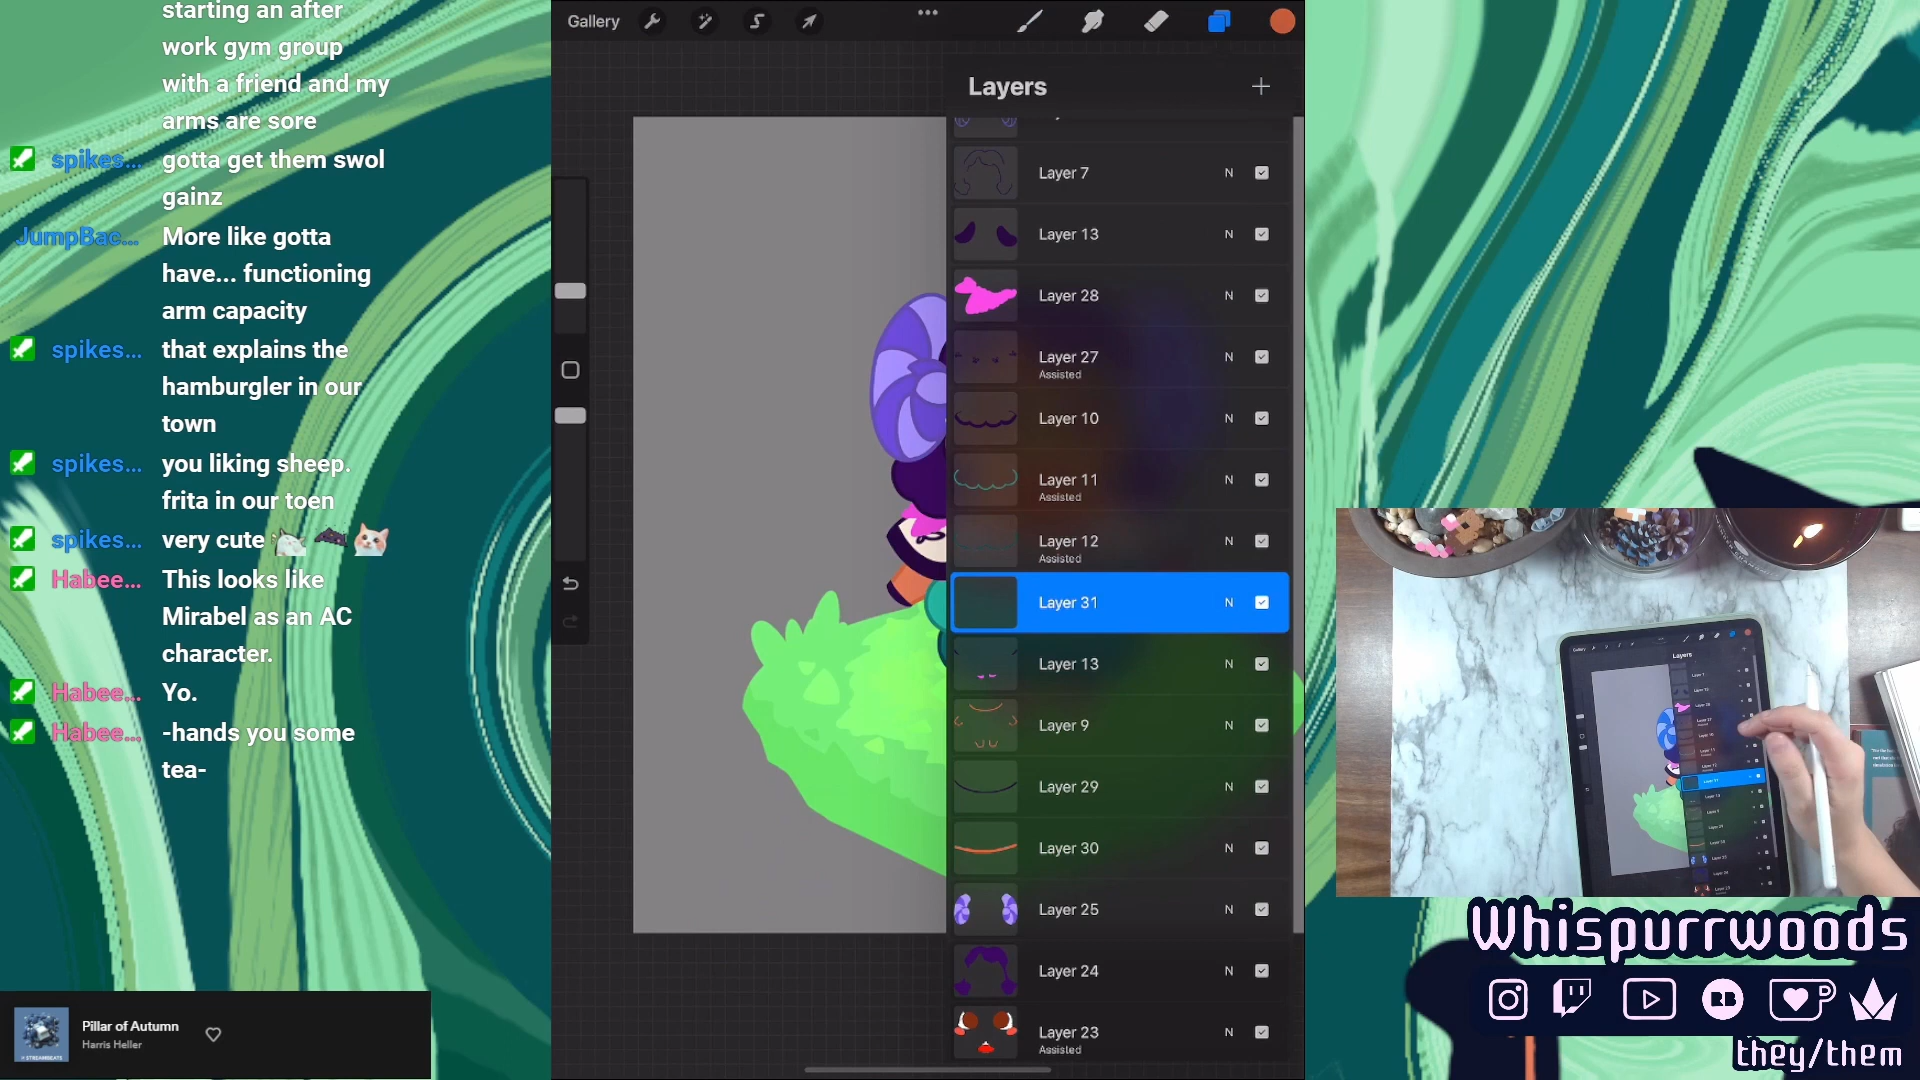 starting an after
work gym group
with a friend and my
arms are sore
spikes... gotta get them swol
gainz
JumpBac... More like gotta
have... functioning
arm capacity
spikes... that explains the
hamburgler in our
town
spikes... you liking sheep.
frita in our toen
spikes... very cute
Habee... This looks like
Mirabel as an AC
character.
Habee... Yo.
Habee... -hands you some
tea-
Pillar of Autumn
Harris Heller
Gallery
Layers
Layer 7 N
Layer 13 N
Layer 28 N
Layer 27 N
Assisted
Layer 10 N
Layer 11 N
Assisted
Layer 12 N
Assisted
Layer 31 N
Layer 13 N
Layer 9 N
Layer 29 N
Layer 30 N
Layer 25 N
Layer 24 N
Layer 23 N
Assisted
Layers
Whispurrwoods
RB
they/them